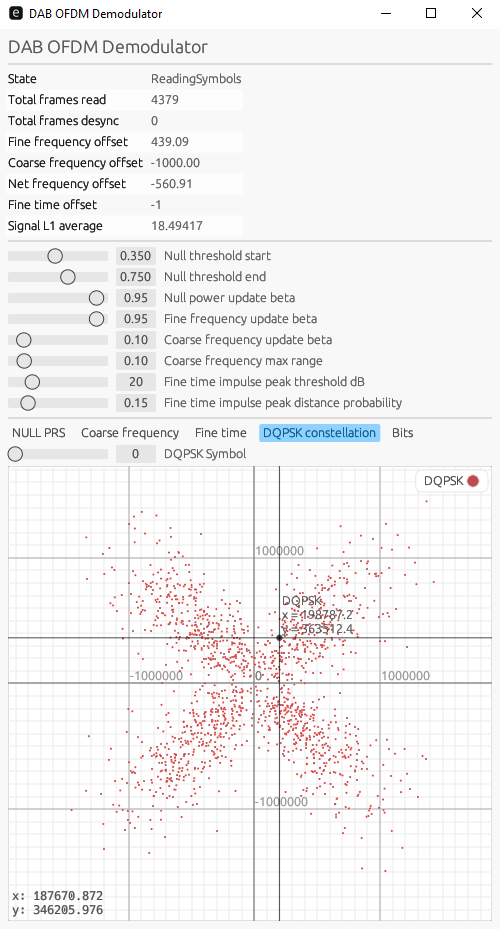 e DAB OFDM Demodulator
DAB OFDM Demodulator
State ReadingSymbols
Total frames read 4379
Total frames desync 0
Fine frequency offset 439.09
Coarse frequency offset -1000.00
Net frequency offset -560.91
Fine time offset -1
Signal L1 average 18.49417
0.350 Null threshold start
0.750 Null threshold end
0.95 Null power update beta
0.95 Fine frequency update beta
0.10 Coarse frequency update beta
0.10 Coarse frequency max range
20 Fine time impulse peak threshold dB
0.15 Fine time impulse peak distance probability
NULL PRS Coarse frequency Fine time DQPSK constellation Bits
0 DQPSK Symbol
DQPSK
1000000
DQPSK
x = 198787.2
y = 363512.4
-1000000 0 1000000
-1000000
x: 187670.872
y: 346205.976